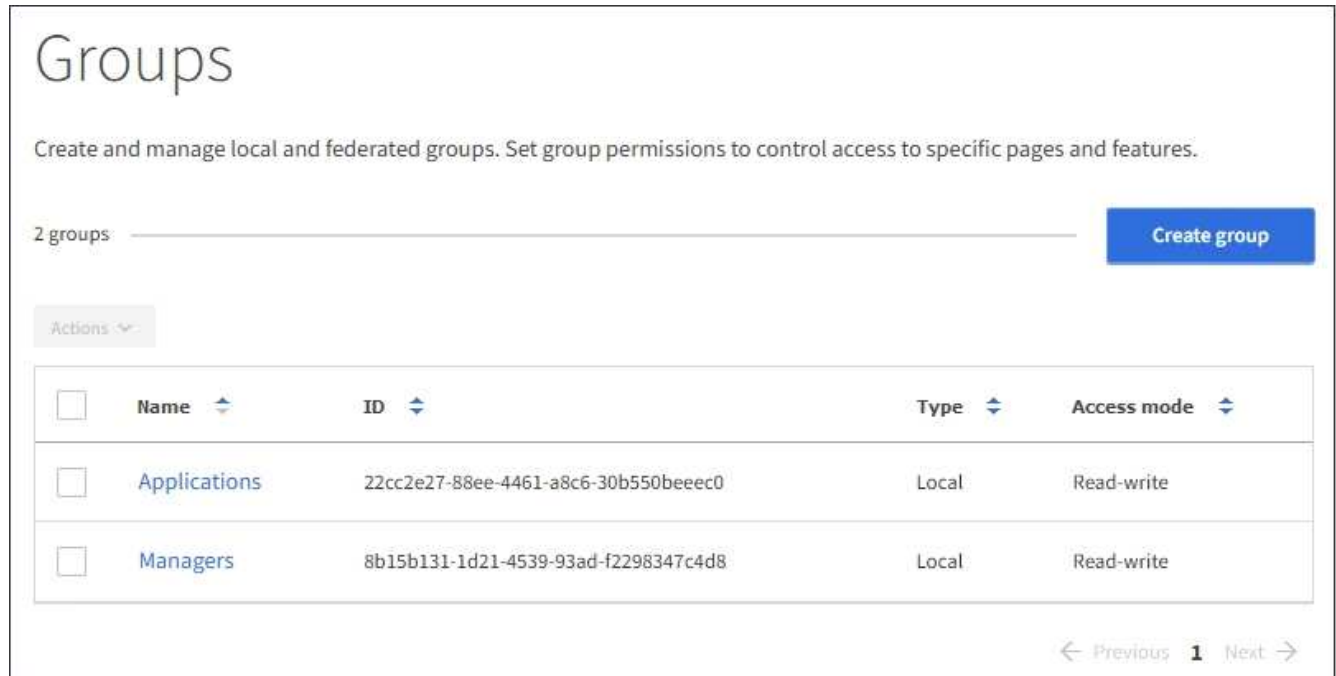 Groups
Create and manage local and federated groups. Set group permissions to control access to specific pages and features.
2 groups Create group
Actions
Name ID Type Access mode
Applications 22cc2e27-88ee-4461-a8c6-30b550beeec0 Local Read-write
Managers 8b15b131-1d21-4539-93ad-f2298347c4d8 Local Read-write
Previous 1 Next